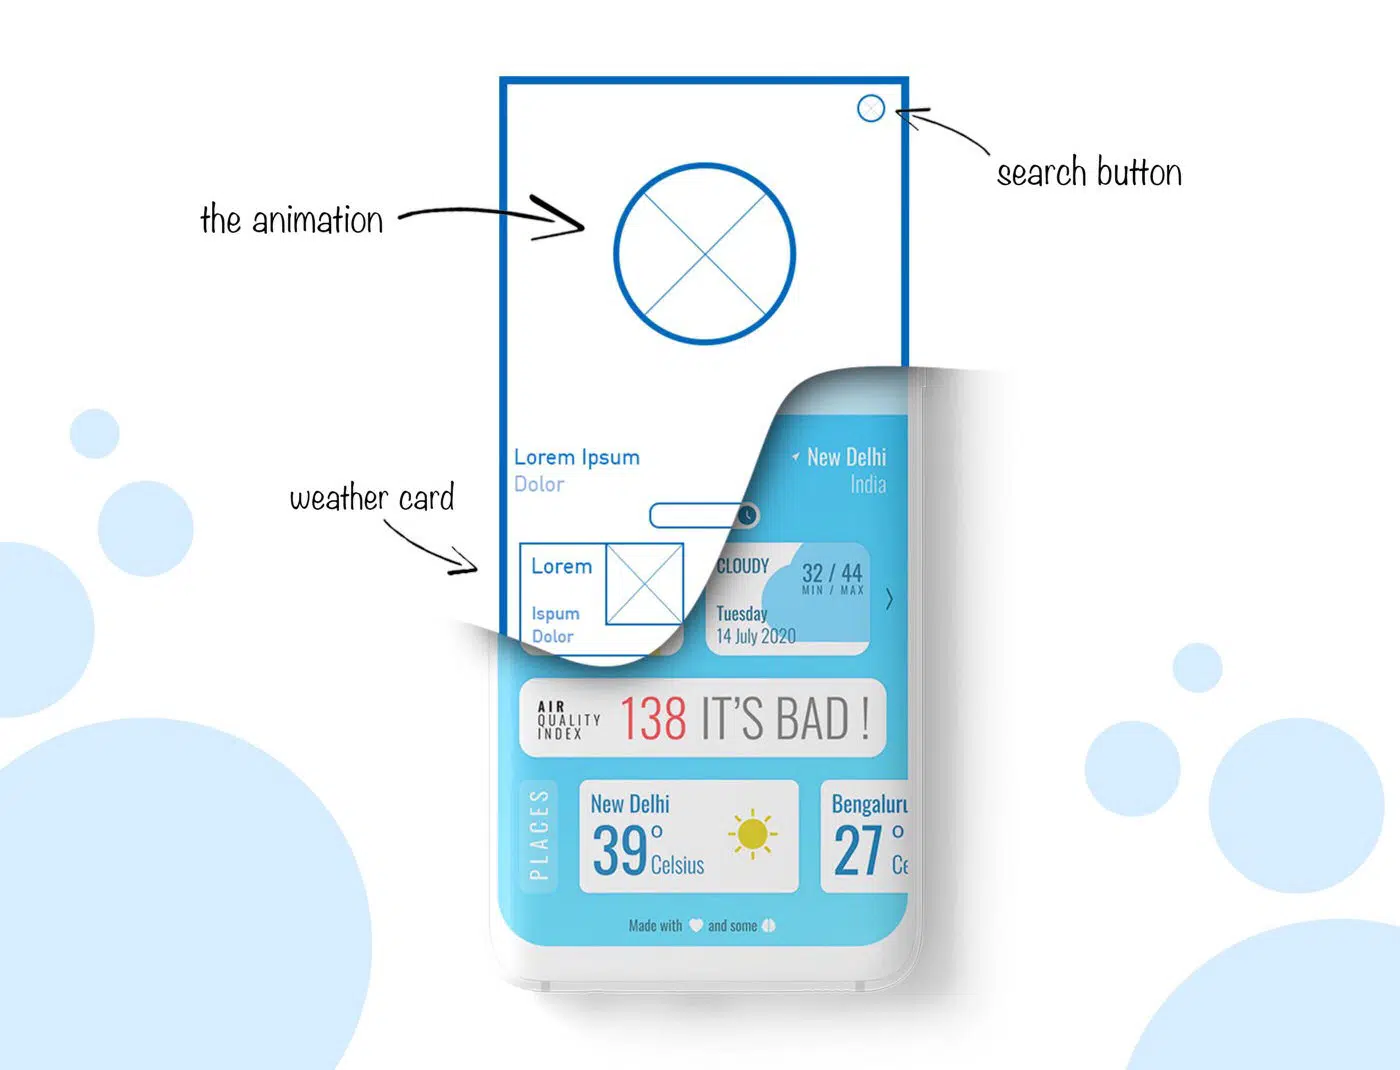 search button
the animation
Lorem Ipsum
Dolor
New Delhi
India
weather card
Lorem
Ispum
Dolor
CLOUDY
32 / 44
MIN / MAX
Tuesday
14 July 2020
AIR
QUALITY
INDEX
138 IT'S BAD !
PLACES
New Delhi
39°
Celsius
Bengaluru
27°
Ce
Made with and some